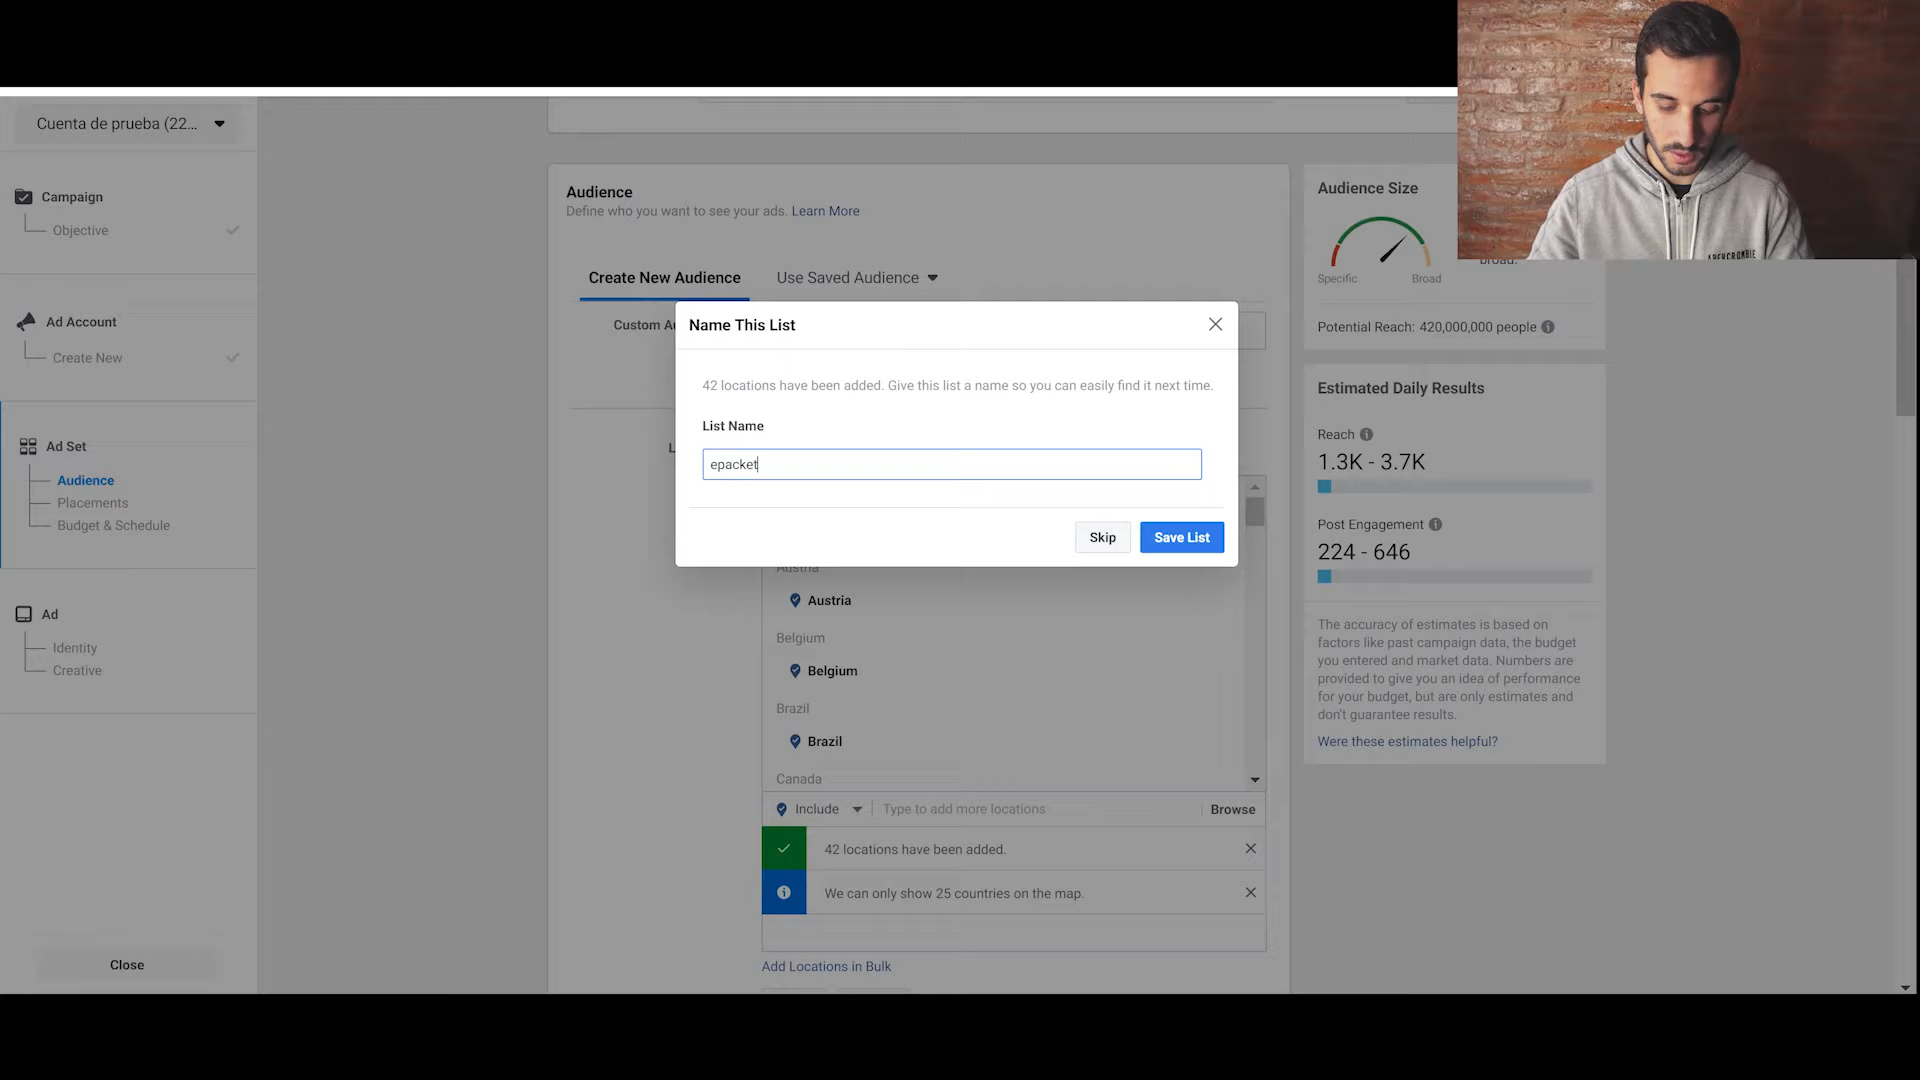 Cuenta de prueba (22...
Campaign
Objective
Ad Account
Create New
Ad Set
Audience
Placements
Budget & Schedule
Ad
Identity
Creative
Close
Audience
Define who you want to see your ads. Learn More
Create New Audience
Use Saved Audience
Custom Au
Name This List
42 locations have been added. Give this list a name so you can easily find it next time.
List Name
epacket
Skip
Save List
L
Austria
Austria
Belgium
Belgium
Brazil
Brazil
Canada
Include
Type to add more locations
Browse
42 locations have been added.
We can only show 25 countries on the map.
Add Locations in Bulk
Audience Size
Specific
Broad
broad.
Potential Reach: 420,000,000 people
Estimated Daily Results
Reach
1.3K - 3.7K
Post Engagement
224 - 646
The accuracy of estimates is based on
factors like past campaign data, the budget
you entered and market data. Numbers are
provided to give you an idea of performance
for your budget, but are only estimates and
don't guarantee results.
Were these estimates helpful?
ABERCROMBIE